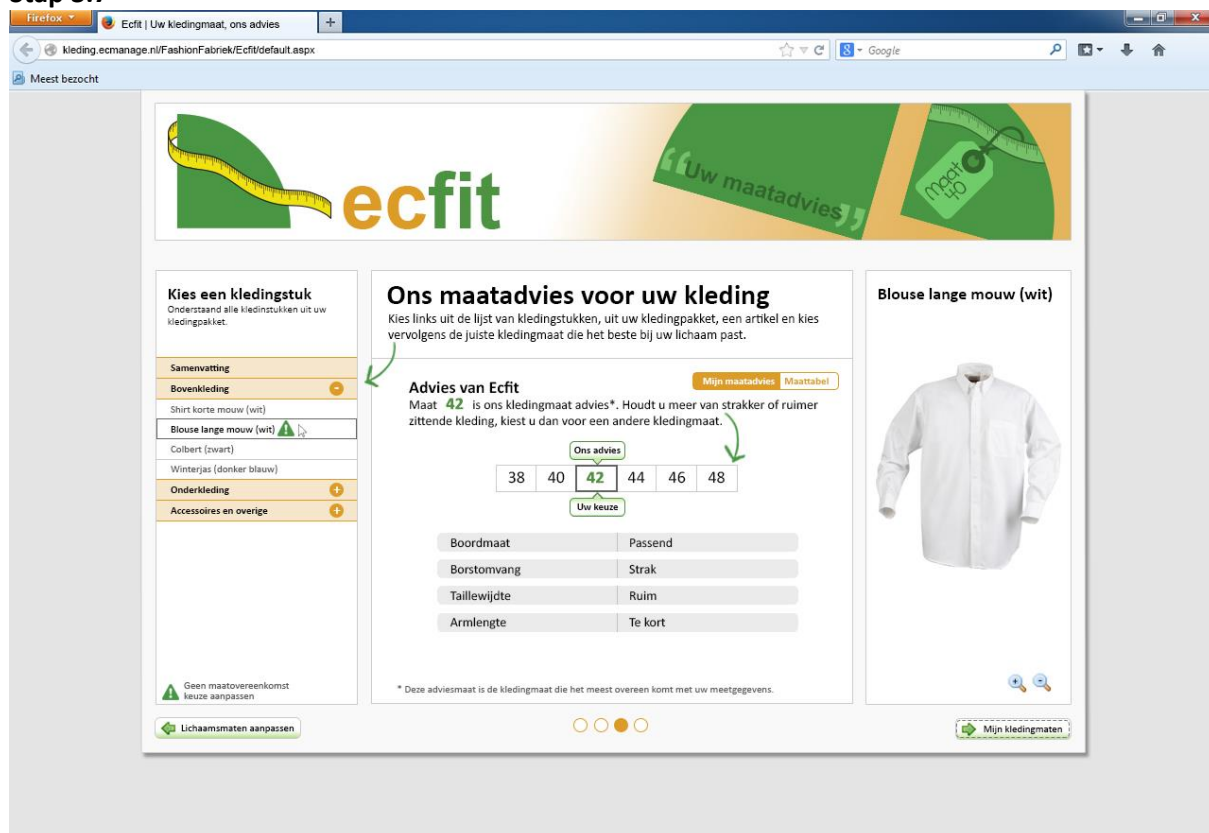 Firefox
Ecfit | Uw kledingmaat, ons advies
+
kleding.ecmanage.nl/FashionFabriek/Ecfit/default.aspx
8
Google
Meest bezocht
ecfit
“Uw maatadvies”
maat
40
Kies een kledingstuk
Onderstaand alle kledinstukken uit uw
kledingpakket.
Samenvatting
Bovenkleding
Shirt korte mouw (wit)
Blouse lange mouw (wit)
Colbert (zwart)
Winterjas (donker blauw)
Onderkleding
Accessoires en overige
Geen maatovereenkomst
keuze aanpassen
Lichaamsmaten aanpassen
Ons maatadvies voor uw kleding
Kies links uit de lijst van kledingstukken, uit uw kledingpakket, een artikel en kies
vervolgens de juiste kledingmaat die het beste bij uw lichaam past.
Mijn maatadvies Maattabel
Advies van Ecfit
Maat 42 is ons kledingmaat advies*. Houdt u meer van strakker of ruimer
zittende kleding, kiest u dan voor een andere kledingmaat.
Ons advies
38 40 42 44 46 48
Uw keuze
Boordmaat Passend
Borstomvang Strak
Taillewijdte Ruim
Armlengte Te kort
* Deze adviesmaat is de kledingmaat die het meest overeen komt met uw meetgegevens.
Blouse lange mouw (wit)
Mijn kledingmaten